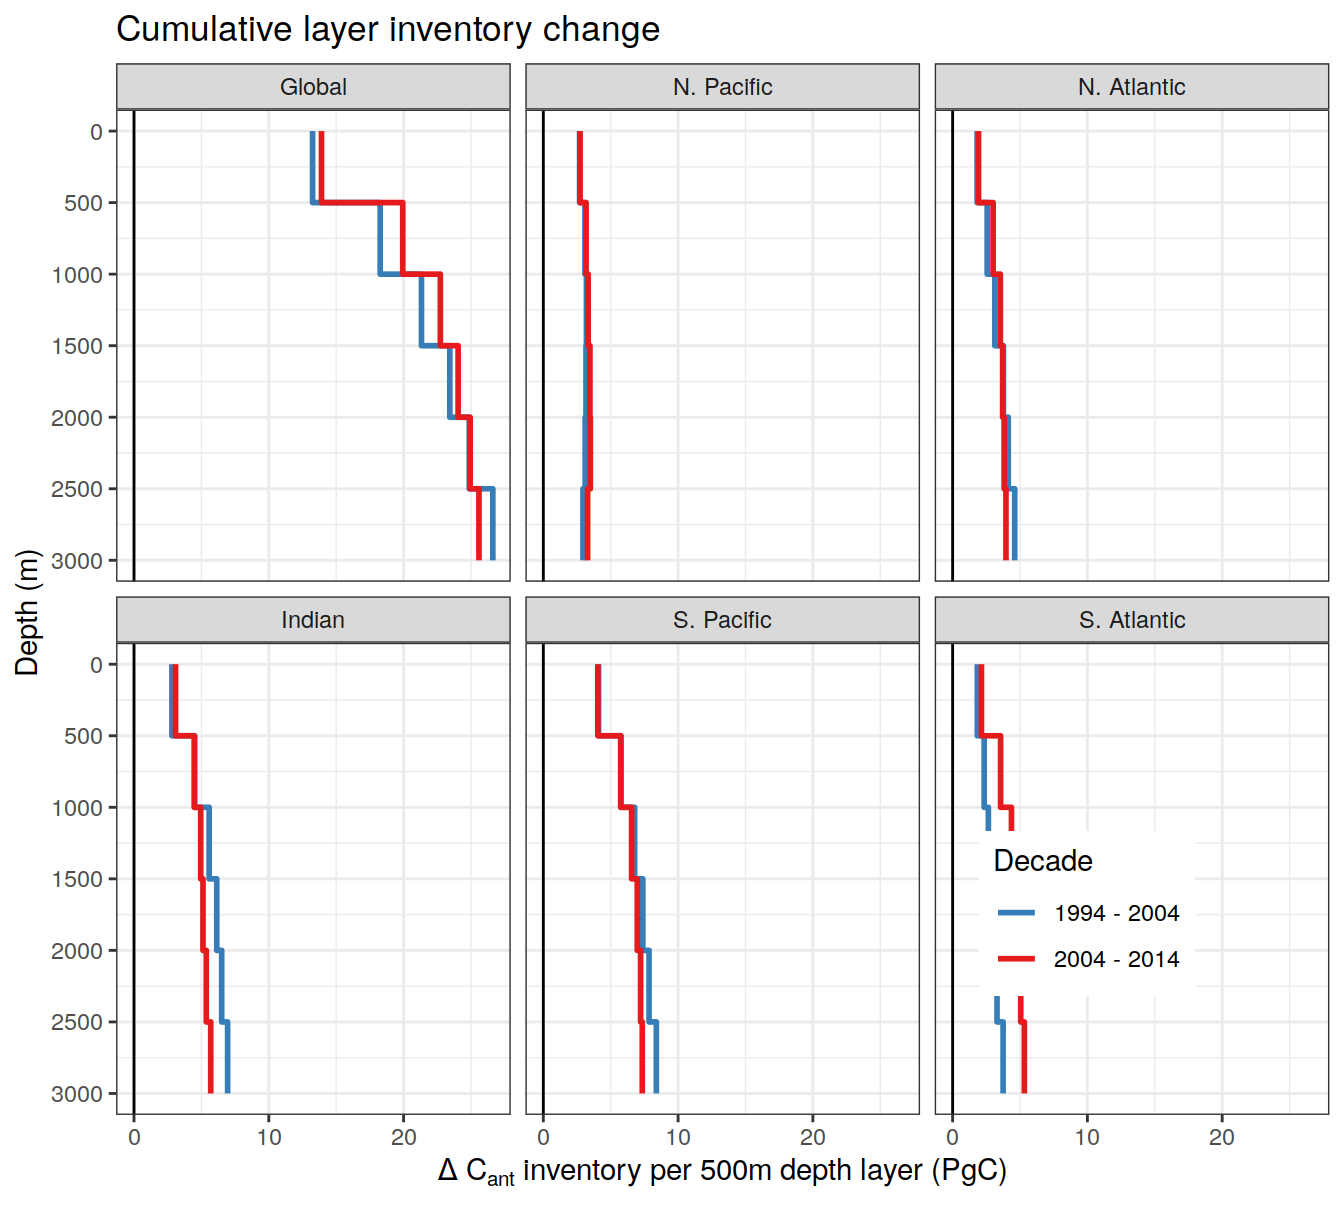 Cumulative layer inventory change
Global
N. Pacific
N. Atlantic
0
500
1000
1500
2000
2500
3000
Indian
S. Pacific
S. Atlantic
0
500
1000
1500
2000
2500
3000
Depth (m)
Decade
1994 - 2004
2004 - 2014
0 10 20
0 10 20
0 10 20
Δ Cant inventory per 500m depth layer (PgC)